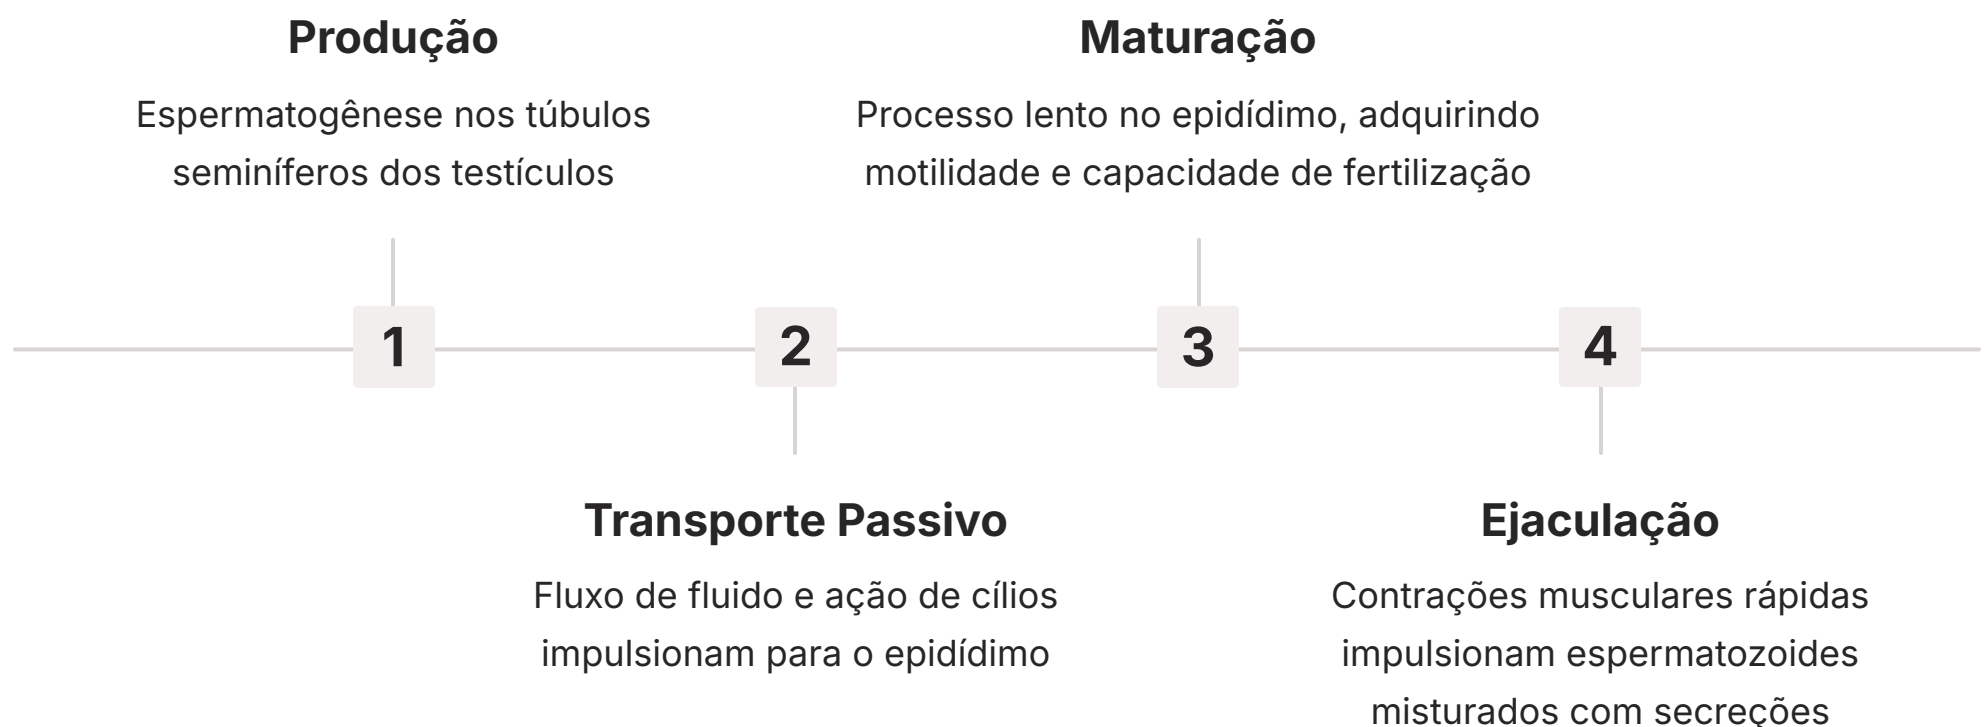 Produção
Espermatogênese nos túbulos
seminíferos dos testículos
Maturação
Processo lento no epidídimo, adquirindo
motilidade e capacidade de fertilização
1
2
3
4
Transporte Passivo
Fluxo de fluido e ação de cílios
impulsionam para o epidídimo
Ejaculação
Contrações musculares rápidas
impulsionam espermatozoides
misturados com secreções